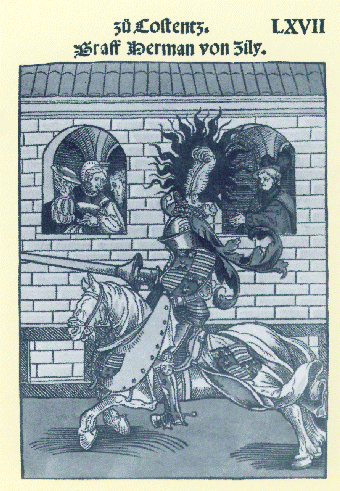 zů Costentz. LXVII
Graff Herman von Zily.